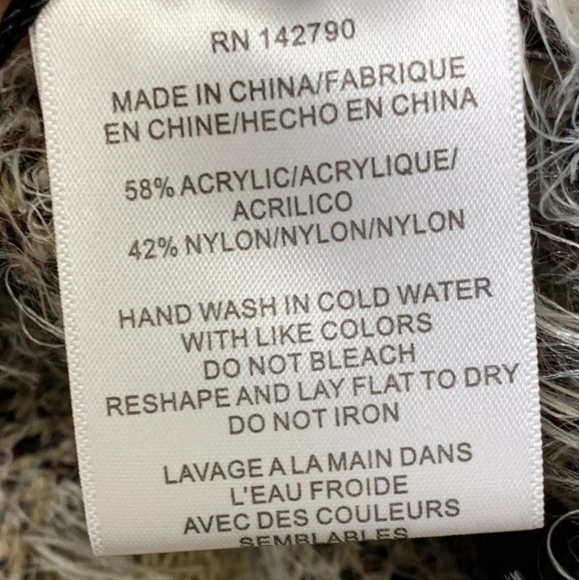 RN 142790
MADE IN CHINA/FABRIQUE
EN CHINE/HECHO EN CHINA
58% ACRYLIC/ACRYLIQUE/
ACRILICO
42% NYLON/NYLON/NYLON
HAND WASH IN COLD WATER
WITH LIKE COLORS
DO NOT BLEACH
RESHAPE AND LAY FLAT TO DRY
DO NOT IRON
LAVAGE A LA MAIN DANS
L'EAU FROIDE
AVEC DES COULEURS
SEMBLABLES